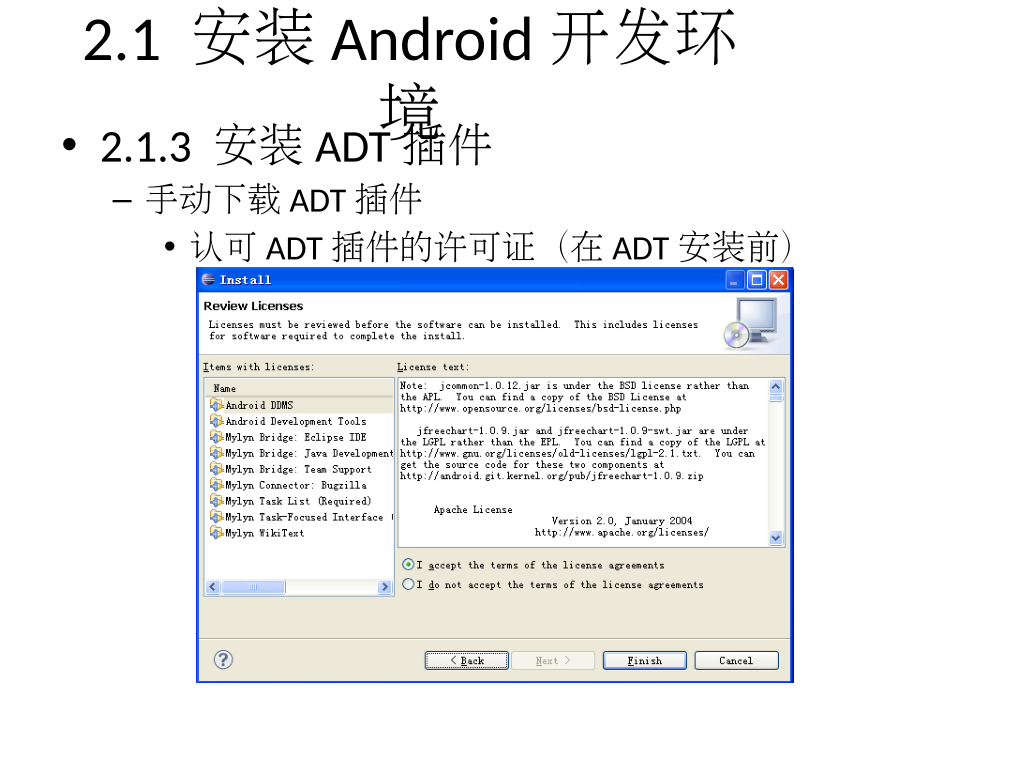 2.1 安装 Android 开发环
境
• 2.1.3 安装 ADT 插件
– 手动下载 ADT 插件
• 认可 ADT 插件的许可证（在 ADT 安装前）
Install
Review Licenses
Licenses must be reviewed before the software can be installed. This includes licenses
for software required to complete the install.
Items with licenses:
Name
Android DDMS
Android Development Tools
Mylyn Bridge: Eclipse IDE
Mylyn Bridge: Java Development
Mylyn Bridge: Team Support
Mylyn Connector: Bugzilla
Mylyn Task List (Required)
Mylyn Task-Focused Interface (
Mylyn WikiText
License text:
Note: jcommon-1.0.12.jar is under the BSD license rather than
the APL. You can find a copy of the BSD License at
http://www.opensource.org/licenses/bsd-license.php
jfreechart-1.0.9.jar and jfreechart-1.0.9-swt.jar are under
the LGPL rather than the EPL. You can find a copy of the LGPL at
http://www.gnu.org/licenses/old-licenses/lgpl-2.1.txt. You can
get the source code for these two components at
http://android.git.kernel.org/pub/jfreechart-1.0.9.zip
Apache License
Version 2.0, January 2004
http://www.apache.org/licenses/
I accept the terms of the license agreements
I do not accept the terms of the license agreements
?
< Back
Next >
Finish
Cancel